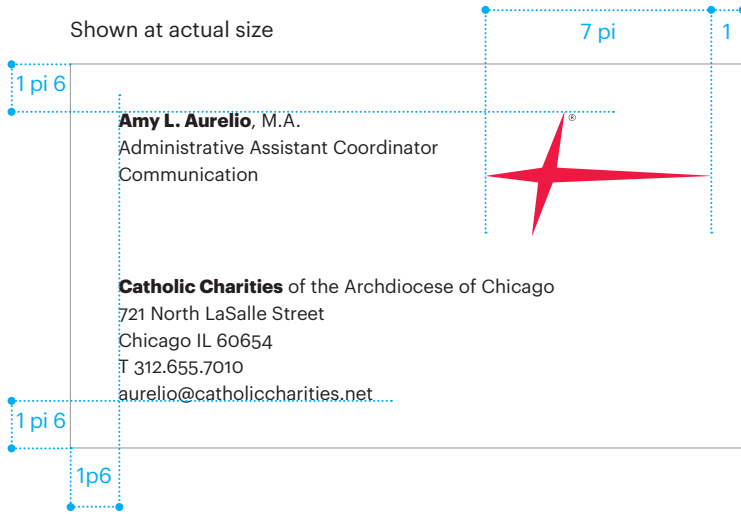 Shown at actual size
7 pi
1
1 pi 6
Amy L. Aurelio, M.A.
®
Administrative Assistant Coordinator
Communication
Catholic Charities of the Archdiocese of Chicago
721 North LaSalle Street
Chicago IL 60654
T 312.655.7010
aurelio@catholiccharities.net
1 pi 6
1p6